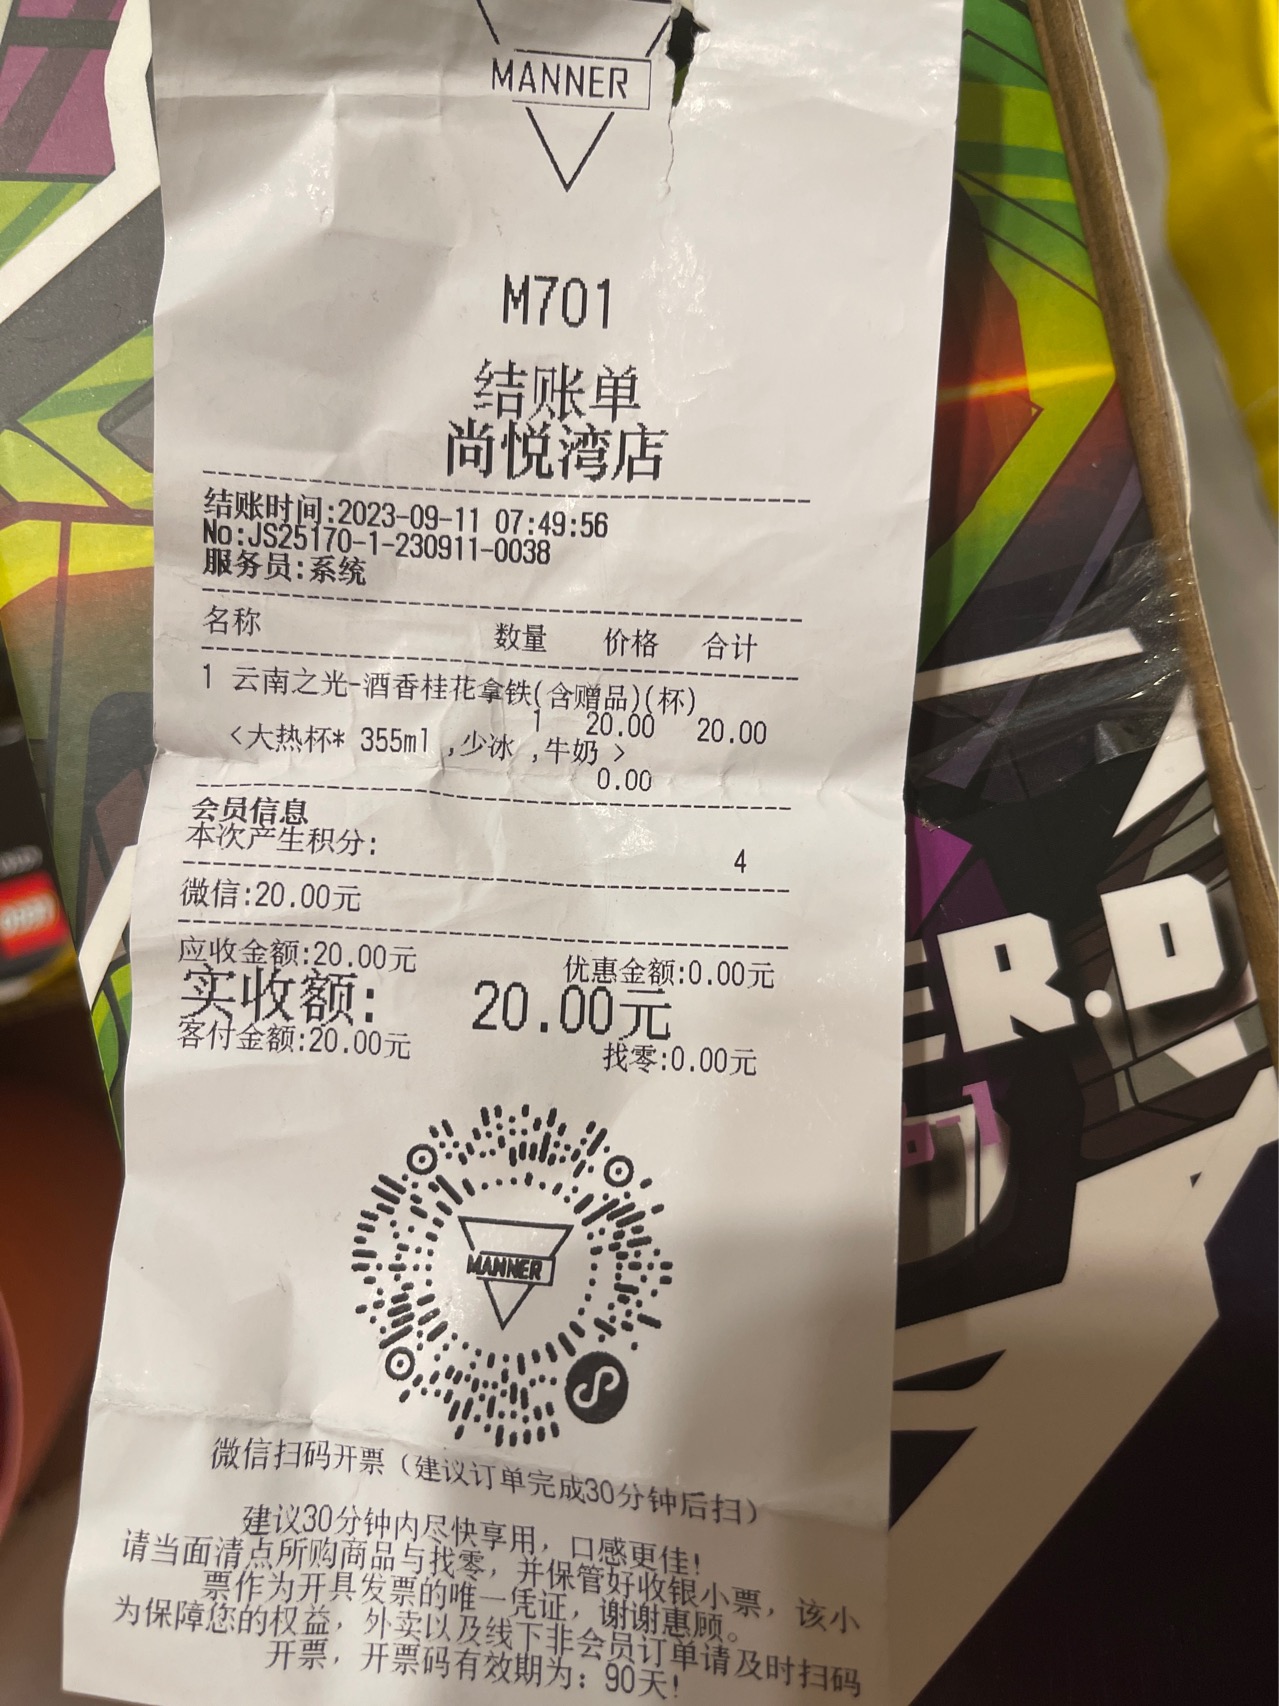 MANNER
M701
结账单
尚悦湾店
结账时间:2023-09-11 07:49:56
No:JS25170-1-230911-0038
服务员:系统
名称 数量 价格 合计
1 云南之光-酒香桂花拿铁(含赠品)(杯)
1 20.00 20.00
<大热杯* 355ml ,少冰 ,牛奶 >
0.00
会员信息
本次产生积分: 4
微信:20.00元
应收金额:20.00元 优惠金额:0.00元
实收额: 20.00元
客付金额:20.00元 找零:0.00元
MANNER
微信扫码开票（建议订单完成30分钟后扫）
建议30分钟内尽快享用，口感更佳!
请当面清点所购商品与找零，并保管好收银小票，该小
票作为开具发票的唯一凭证，谢谢惠顾。
为保障您的权益，外卖以及线下非会员订单请及时扫码
开票，开票码有效期为：90天!
ER.D